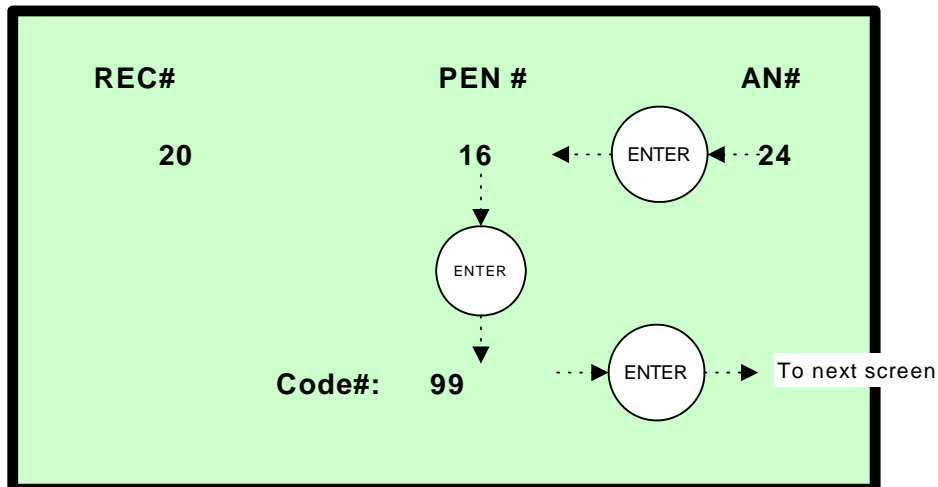 REC# PEN # AN#
20 16 ENTER 24
ENTER
Code#: 99 ENTER To next screen